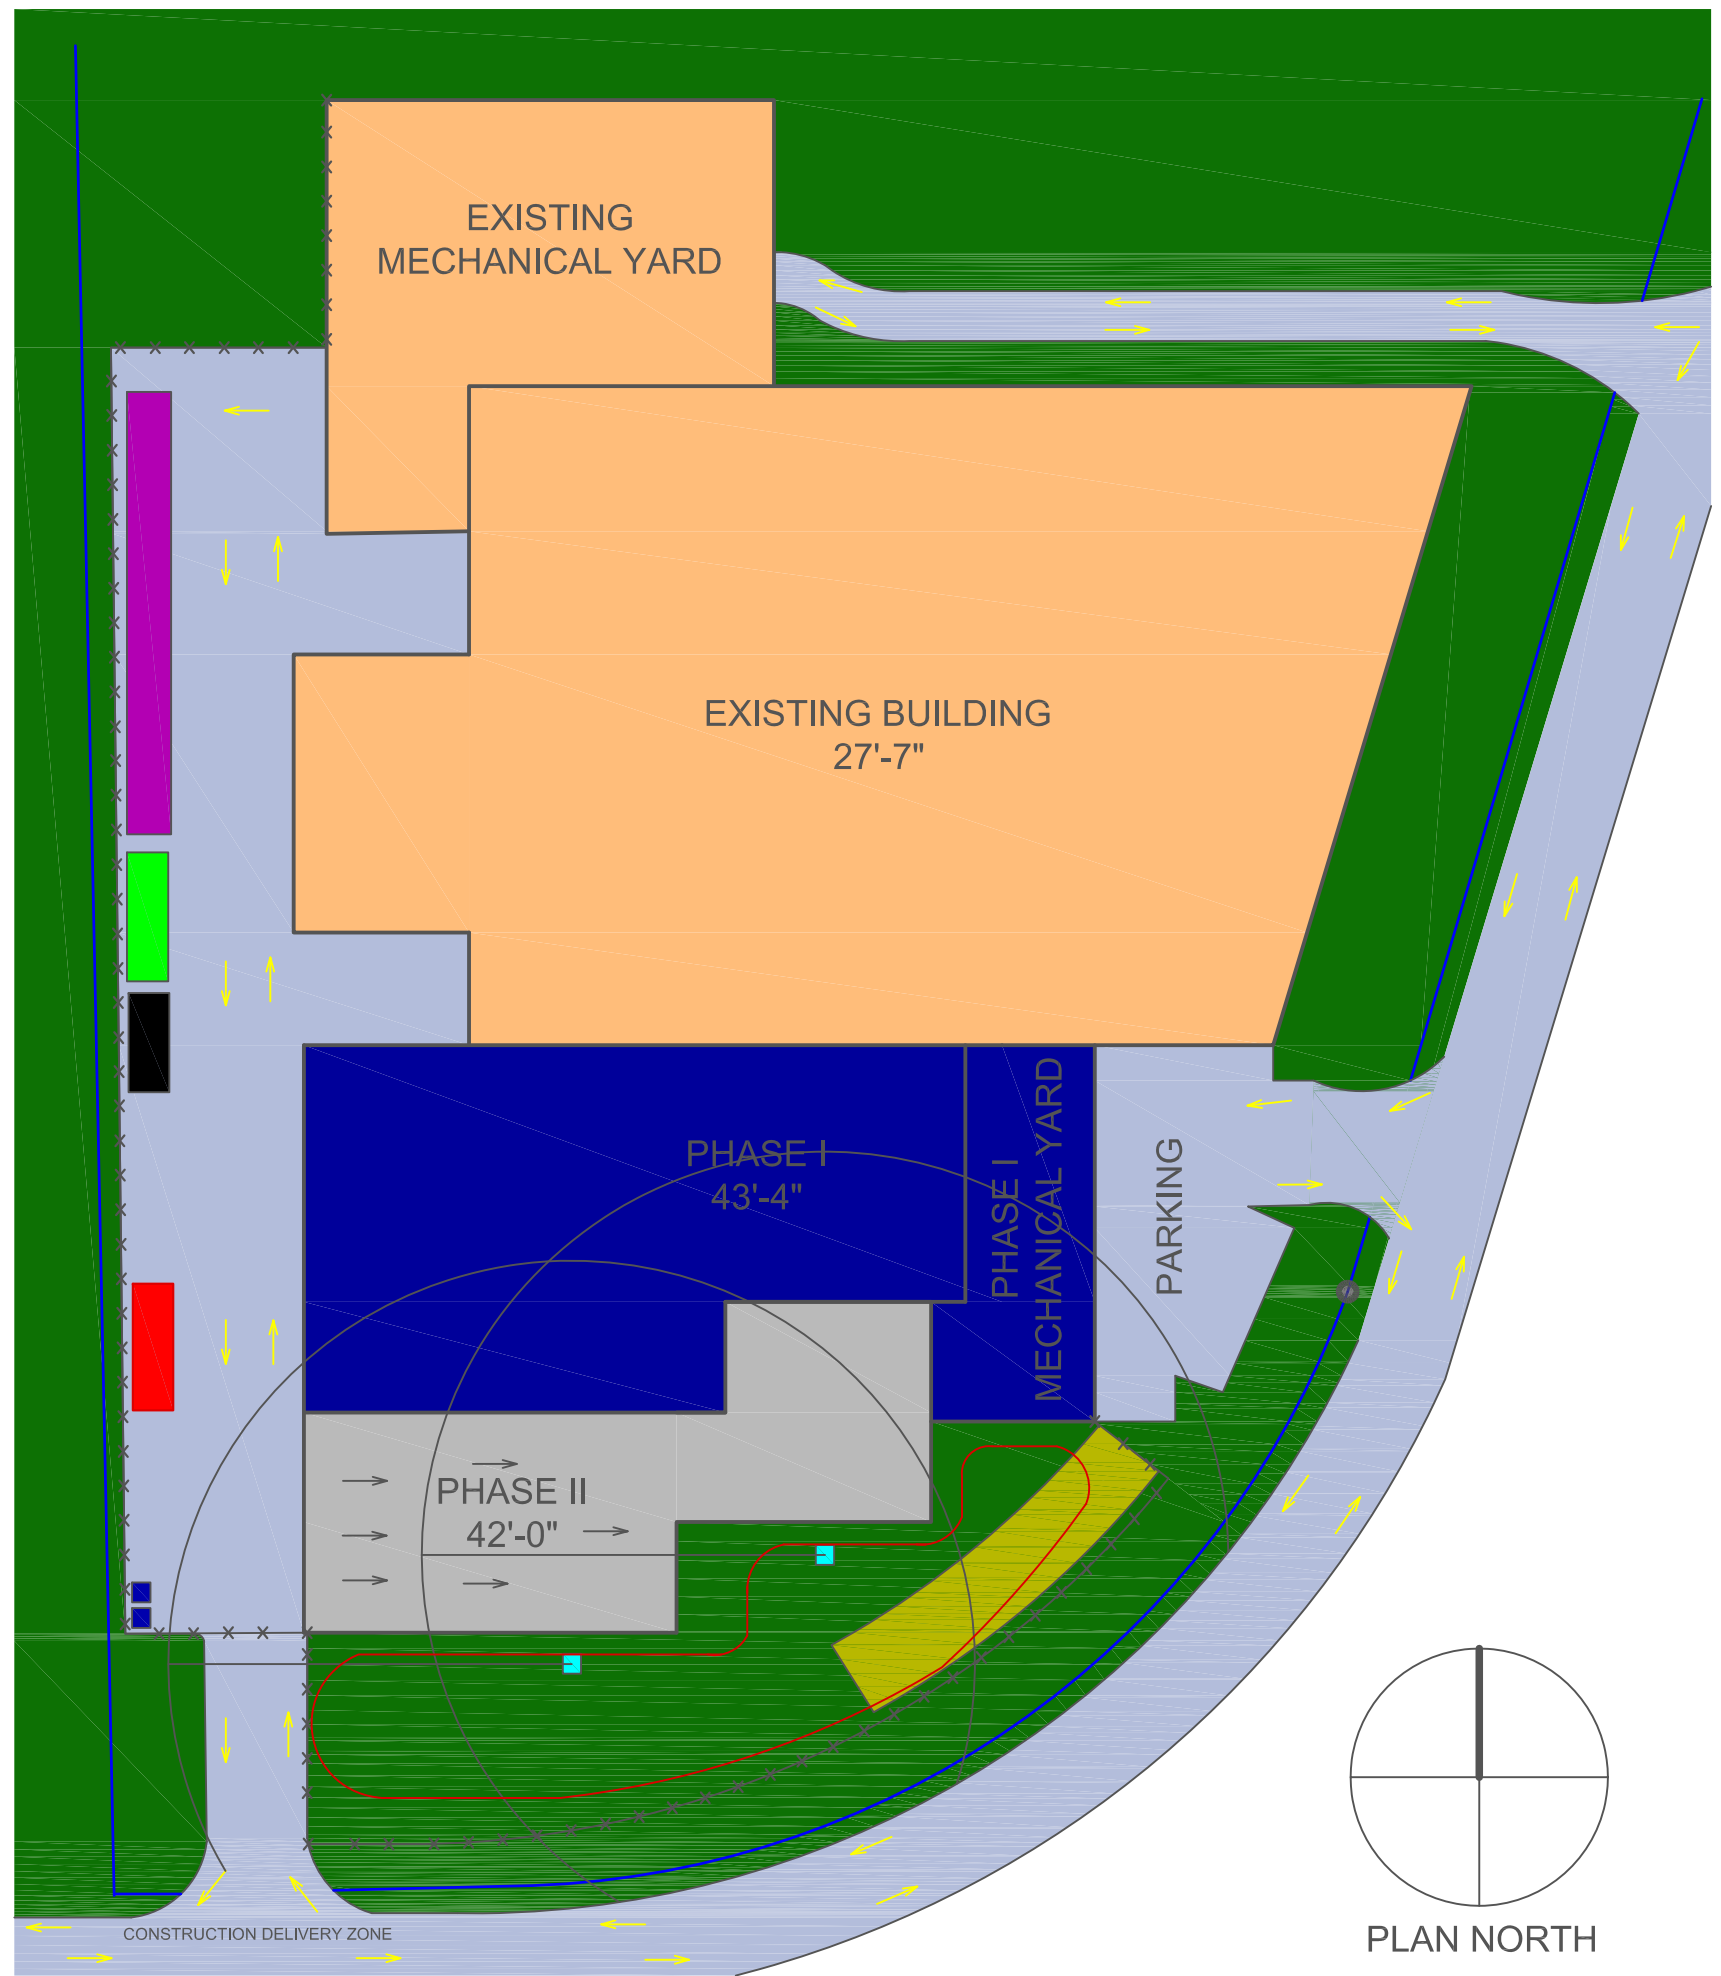 EXISTING
MECHANICAL YARD
EXISTING BUILDING
27'-7"
PHASE I
43'-4"
PHASE I
MECHANICAL YARD
PARKING
PHASE II
42'-0"
CONSTRUCTION DELIVERY ZONE
PLAN NORTH